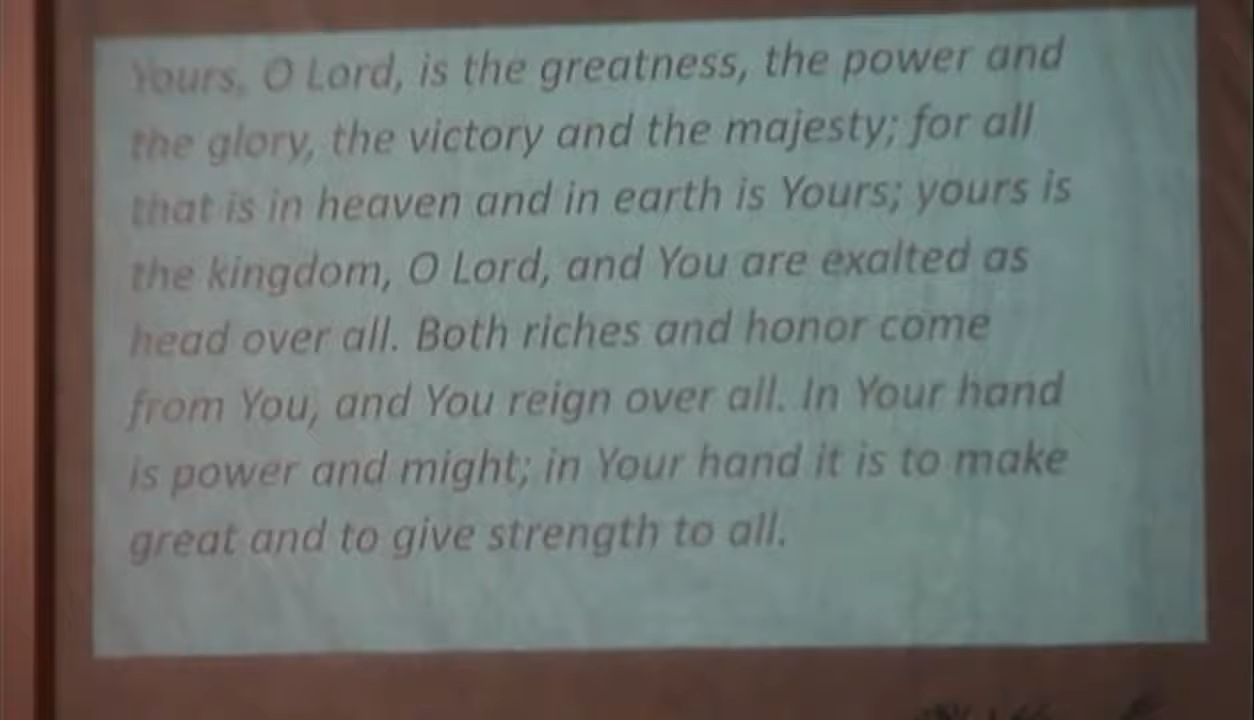 Yours, O Lord, is the greatness, the power and
the glory, the victory and the majesty; for all
that is in heaven and in earth is Yours; yours is
the kingdom, O Lord, and You are exalted as
head over all. Both riches and honor come
from You, and You reign over all. In Your hand
is power and might; in Your hand it is to make
great and to give strength to all.